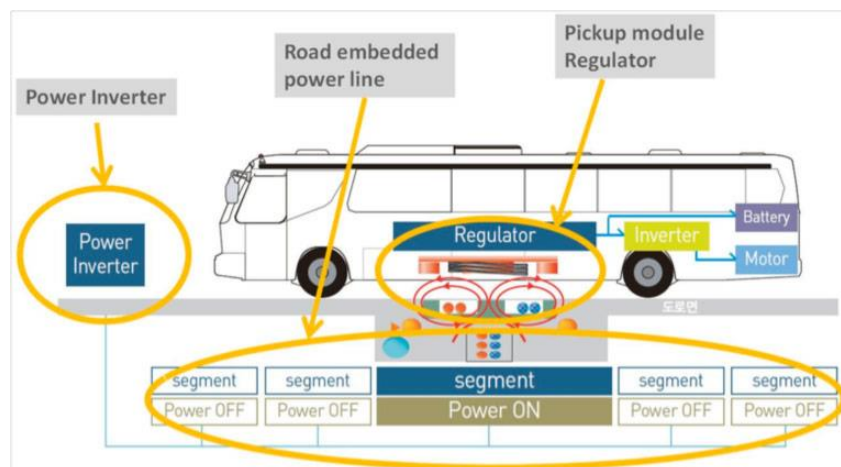 Road embedded
power line
Pickup module
Regulator
Power Inverter
Power
Inverter
Regulator
Inverter
Battery
Motor
도로면
segment
segment
segment
segment
segment
Power OFF
Power OFF
Power ON
Power OFF
Power OFF